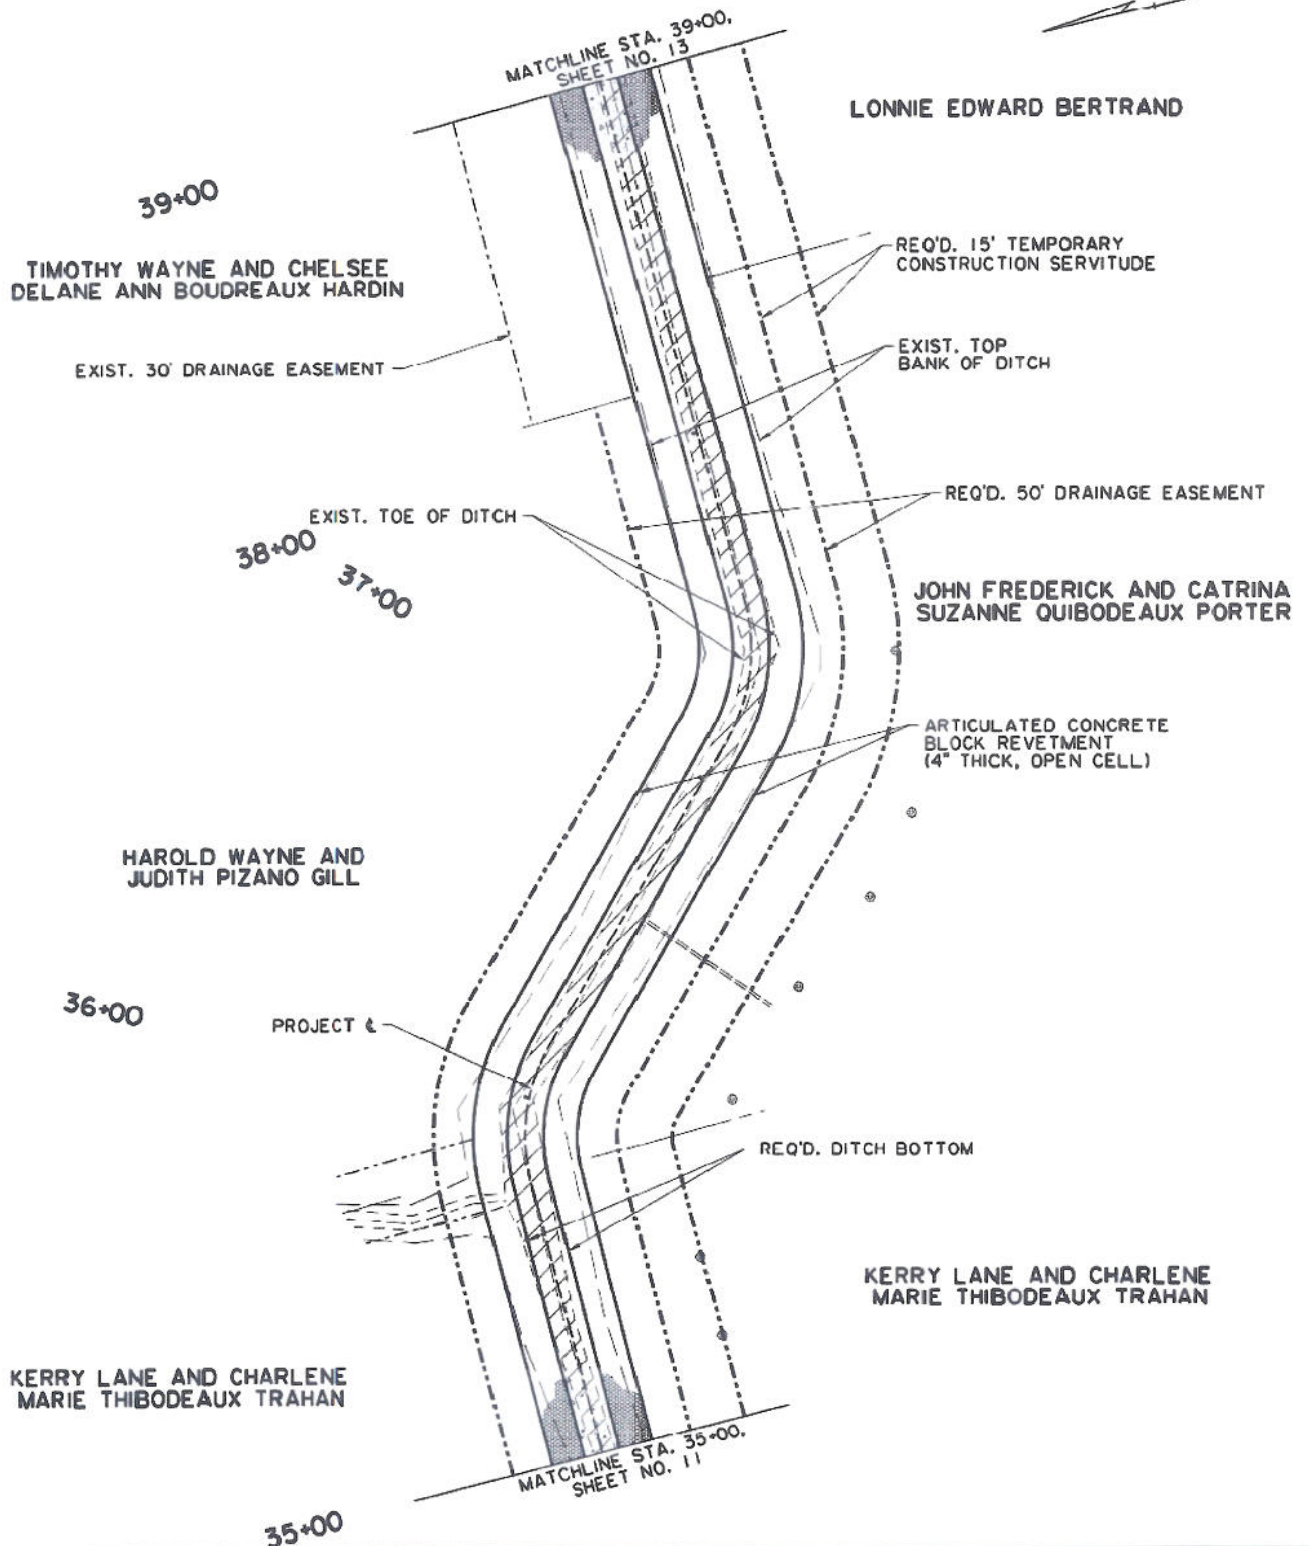 MATCHLINE STA. 39+00,
SHEET NO. 13
LONNIE EDWARD BERTRAND
39+00
REQ'D. 15' TEMPORARY
CONSTRUCTION SERVITUDE
TIMOTHY WAYNE AND CHELSEE
DELANE ANN BOUDREAUX HARDIN
EXIST. TOP
BANK OF DITCH
EXIST. 30' DRAINAGE EASEMENT
REQ'D. 50' DRAINAGE EASEMENT
EXIST. TOE OF DITCH
38+00
37+00
JOHN FREDERICK AND CATRINA
SUZANNE QUIBODEAUX PORTER
ARTICULATED CONCRETE
BLOCK REVETMENT
(4" THICK, OPEN CELL)
HAROLD WAYNE AND
JUDITH PIZANO GILL
36+00
PROJECT ℄
REQ'D. DITCH BOTTOM
KERRY LANE AND CHARLENE
MARIE THIBODEAUX TRAHAN
KERRY LANE AND CHARLENE
MARIE THIBODEAUX TRAHAN
MATCHLINE STA. 35+00,
SHEET NO. 11
35+00